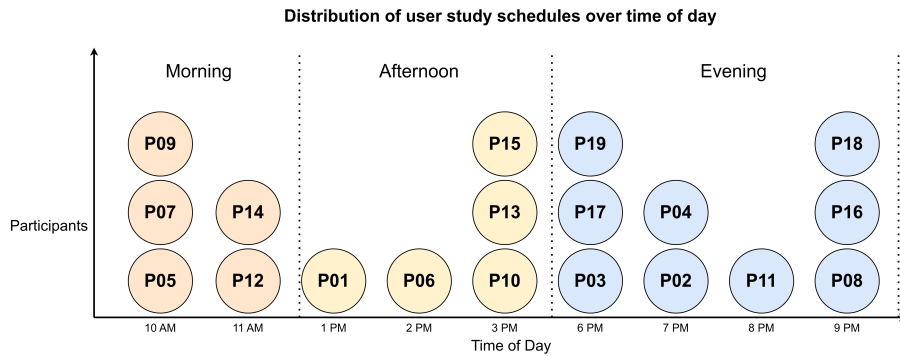 Distribution of user study schedules over time of day
Morning Afternoon Evening
P09 P15 P19 P18
P07 P14 P13 P17 P04 P16
Participants
P05 P12 P01 P06 P10 P03 P02 P11 P08
10 AM 11 AM 1 PM 2 PM 3 PM 6 PM 7 PM 8 PM 9 PM
Time of Day